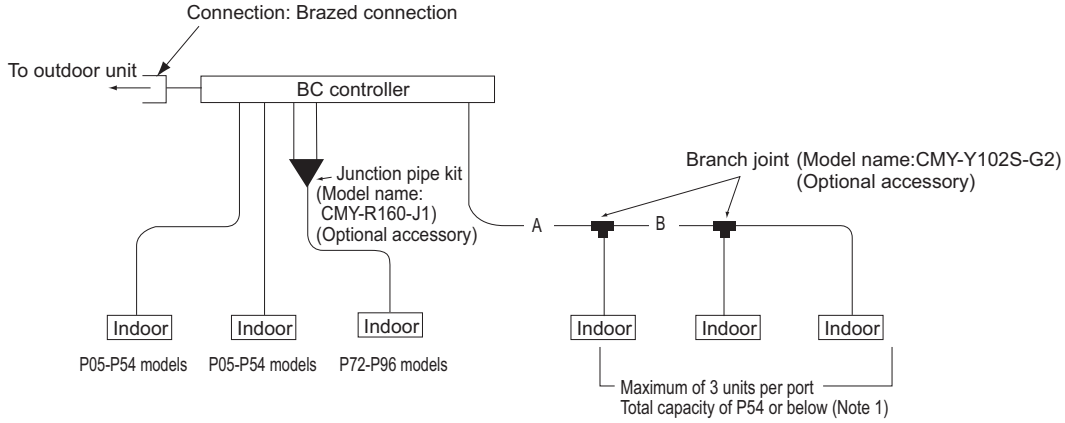 Connection: Brazed connection
To outdoor unit
BC controller
Junction pipe kit
(Model name:
CMY-R160-J1)
(Optional accessory)
Branch joint (Model name:CMY-Y102S-G2)
(Optional accessory)
A
B
Indoor
Indoor
Indoor
Indoor
Indoor
Indoor
P05-P54 models
P05-P54 models
P72-P96 models
Maximum of 3 units per port
Total capacity of P54 or below (Note 1)